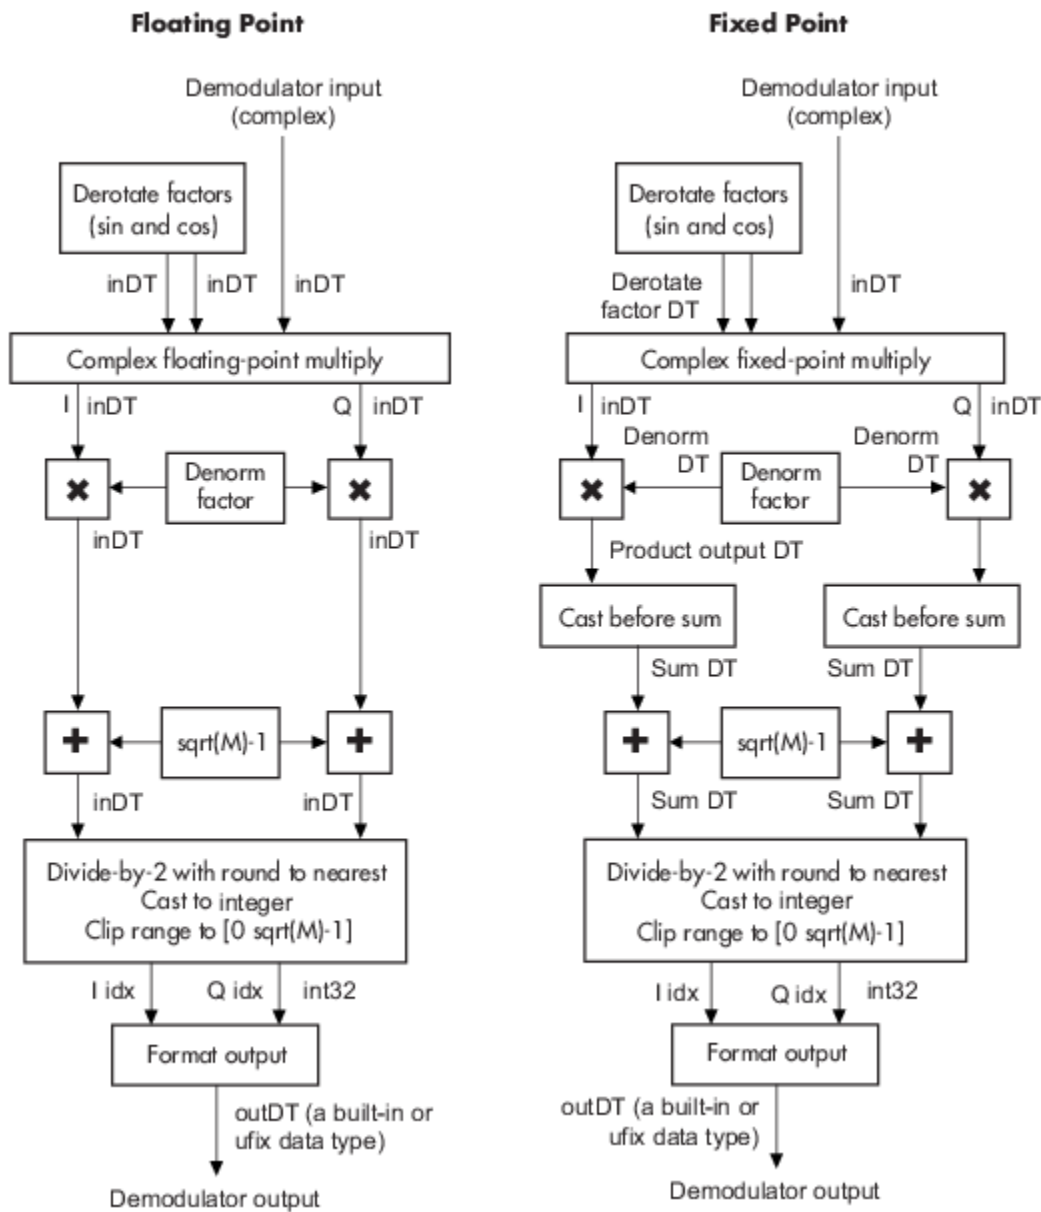 Floating Point
Demodulator input
(complex)
Derotate factors
(sin and cos)
inDT
inDT
inDT
Complex floating-point multiply
I
inDT
Q
inDT
Denorm
factor
inDT
inDT
sqrt(M)-1
inDT
inDT
Divide-by-2 with round to nearest
Cast to integer
Clip range to [0 sqrt(M)-1]
I idx
Q idx
int32
Format output
outDT (a built-in or
ufix data type)
Demodulator output
Fixed Point
Demodulator input
(complex)
Derotate factors
(sin and cos)
Derotate
factor DT
inDT
Complex fixed-point multiply
I
inDT
Q
inDT
Denorm
DT
Denorm
factor
Denorm
DT
Product output DT
Cast before sum
Cast before sum
Sum DT
Sum DT
sqrt(M)-1
Sum DT
Sum DT
Divide-by-2 with round to nearest
Cast to integer
Clip range to [0 sqrt(M)-1]
I idx
Q idx
int32
Format output
outDT (a built-in or
ufix data type)
Demodulator output